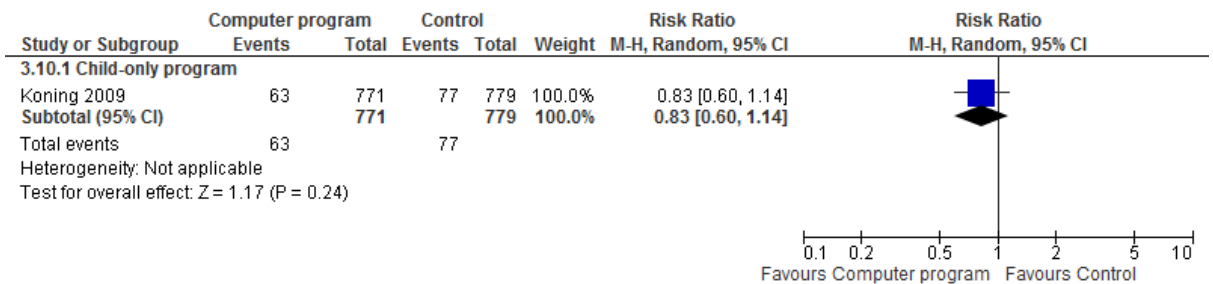 Computer program Control Risk Ratio Risk Ratio
Study or Subgroup Events Total Events Total Weight M-H, Random, 95% CI M-H, Random, 95% CI
3.10.1 Child-only program
Koning 2009 63 771 77 779 100.0% 0.83 [0.60, 1.14]
Subtotal (95% CI) 771 779 100.0% 0.83 [0.60, 1.14]
Total events 63 77
Heterogeneity: Not applicable
Test for overall effect: Z = 1.17 (P = 0.24)
0.1 0.2 0.5 1 2 5 10
Favours Computer program Favours Control